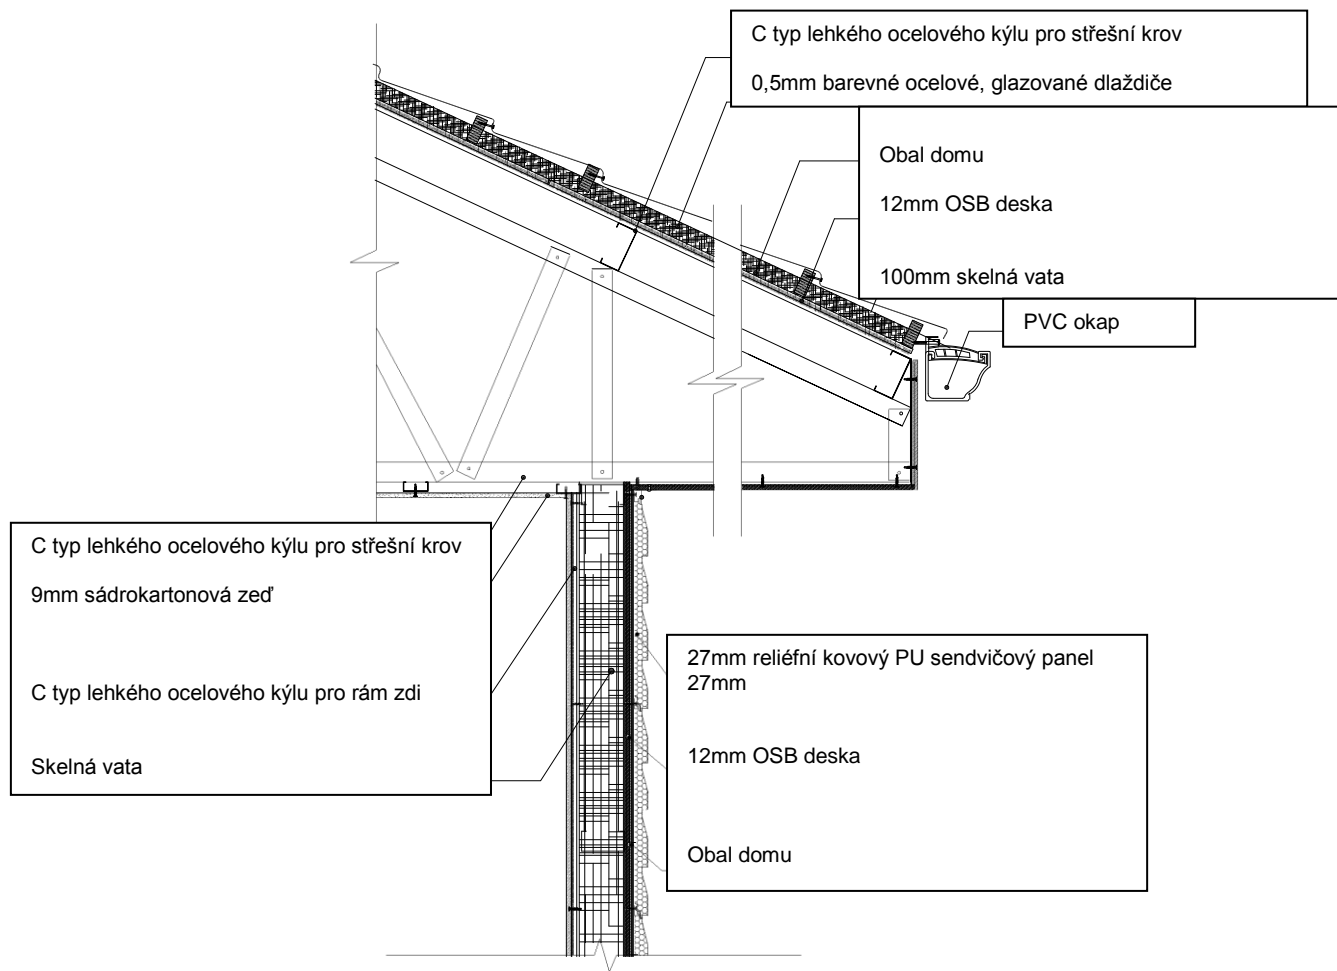 C typ lehkého ocelového kýlu pro střešní krov
0,5mm barevné ocelové, glazované dlaždiče
Obal domu
12mm OSB deska
100mm skelná vata
PVC okap
C typ lehkého ocelového kýlu pro střešní krov
9mm sádrokartonová zeď
C typ lehkého ocelového kýlu pro rám zdi
Skelná vata
27mm reliéfní kovový PU sendvičový panel
27mm
12mm OSB deska
Obal domu